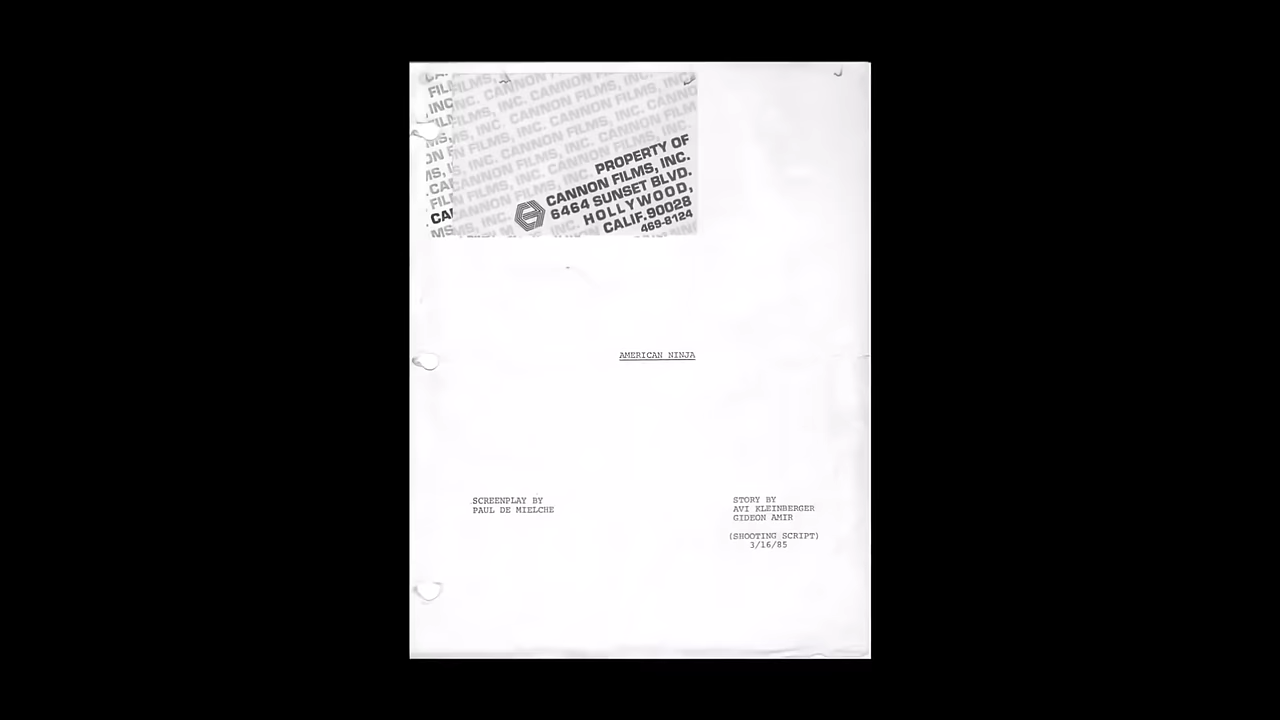 PROPERTY OF
CANNON FILMS, INC.
6464 SUNSET BLVD.
HOLLYWOOD,
CALIF. 90028
469-8124
AMERICAN NINJA
SCREENPLAY BY
PAUL DE MIELCHE
STORY BY
AVI KLEINBERGER
GIDEON AMIR
(SHOOTING SCRIPT)
3/16/85